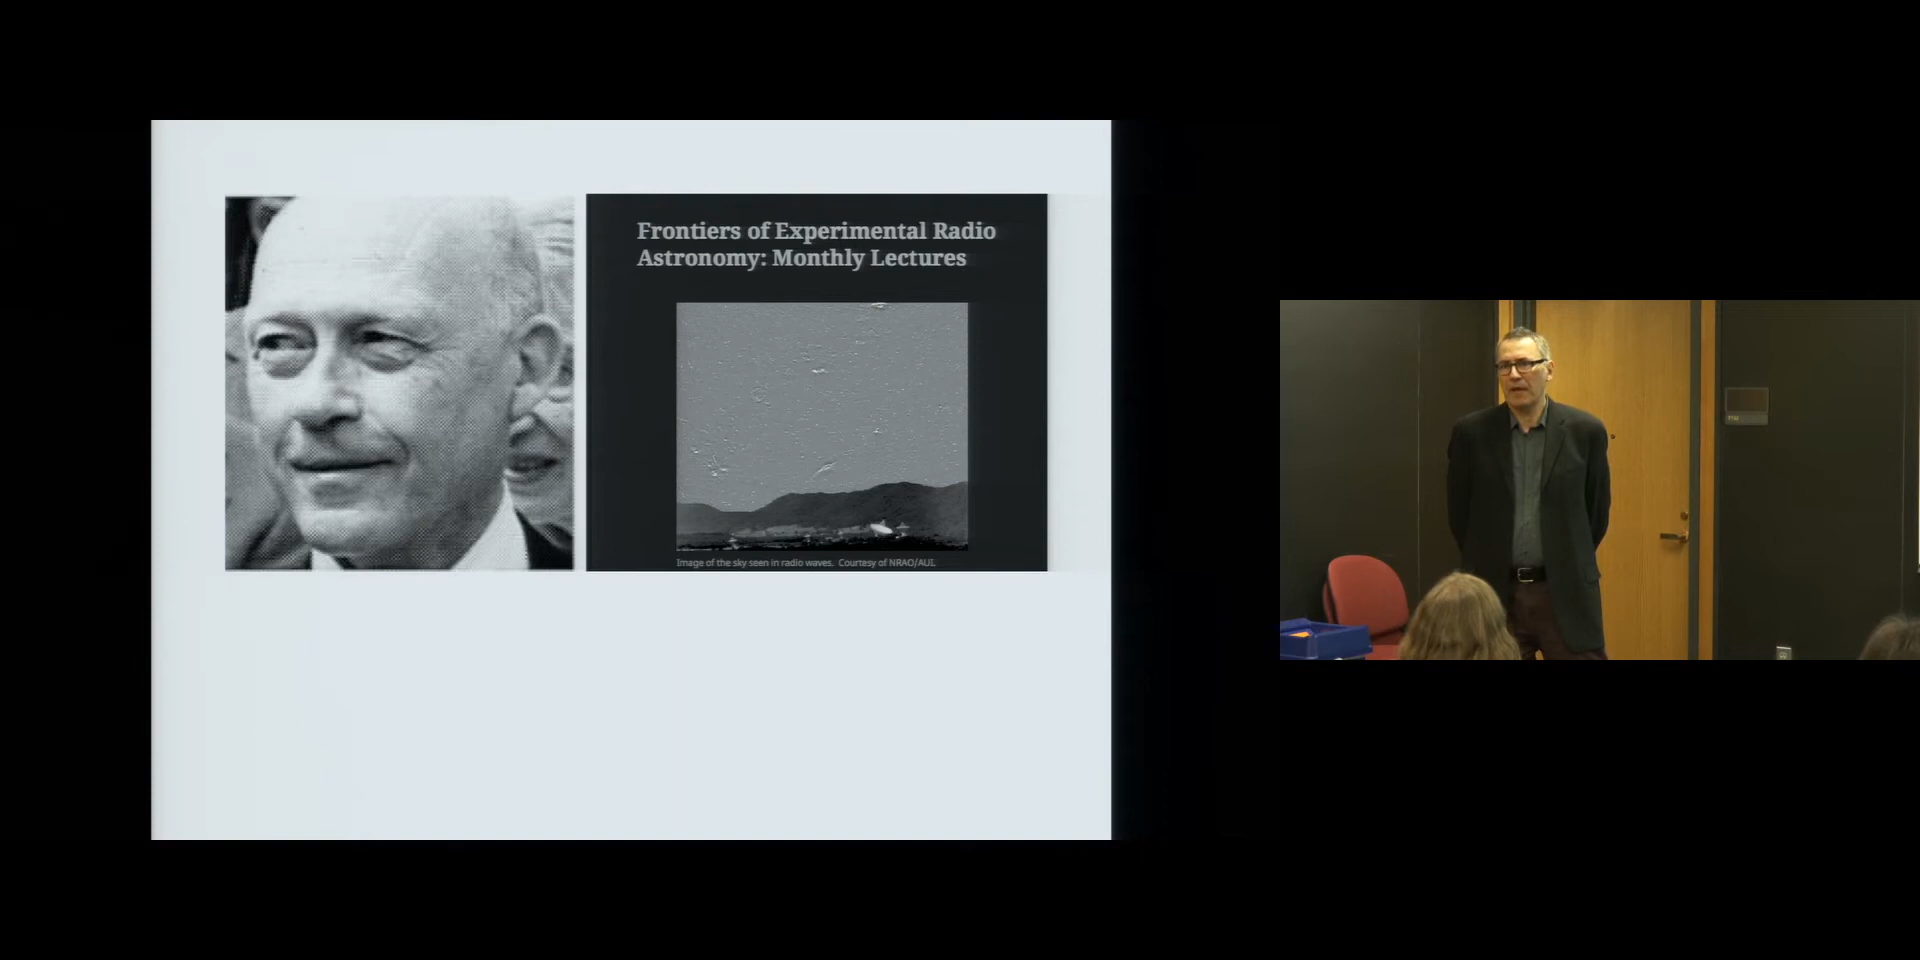 Frontiers of Experimental Radio
Astronomy: Monthly Lectures
Image of the sky seen in radio waves. Courtesy of NRAO/AUI.